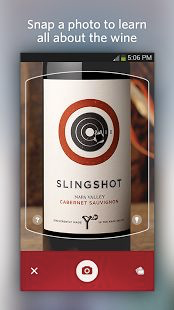 Snap a photo to learn
all about the wine
5:06 PM
SLINGSHOT
NAPA VALLEY
CABERNET SAUVIGNON